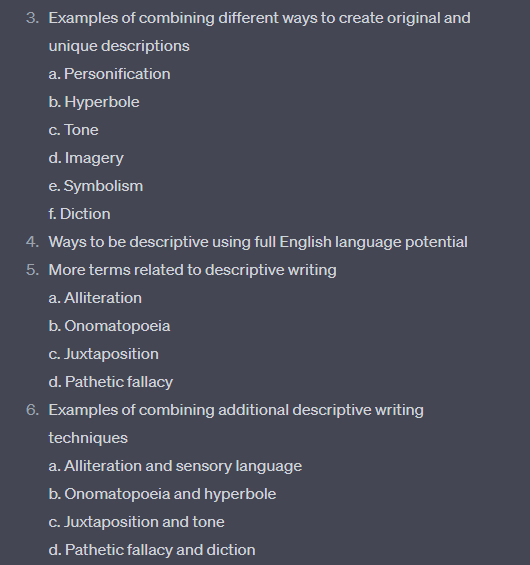 3. Examples of combining different ways to create original and
unique descriptions
a. Personification
b. Hyperbole
c. Tone
d. Imagery
e. Symbolism
f. Diction
4. Ways to be descriptive using full English language potential
5. More terms related to descriptive writing
a. Alliteration
b. Onomatopoeia
c. Juxtaposition
d. Pathetic fallacy
6. Examples of combining additional descriptive writing
techniques
a. Alliteration and sensory language
b. Onomatopoeia and hyperbole
c. Juxtaposition and tone
d. Pathetic fallacy and diction